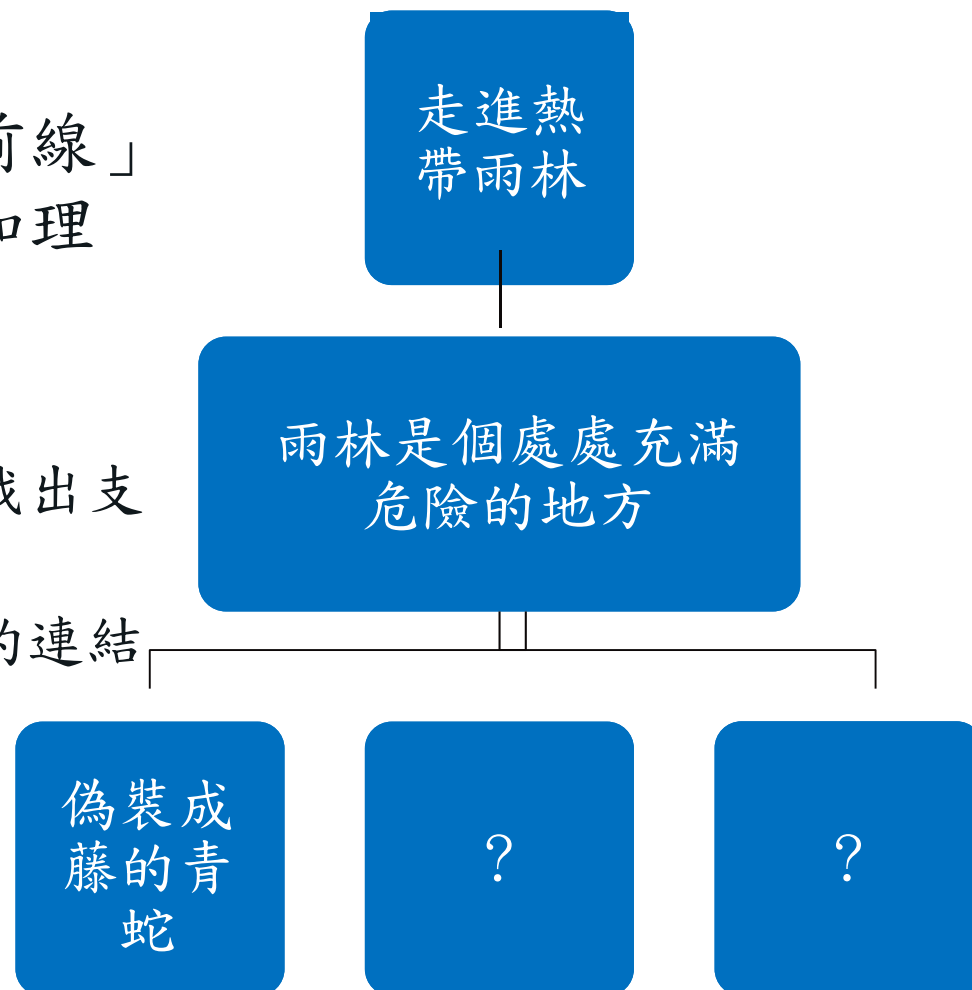 走進熱
帶雨林
前線」
和理
雨林是個處處充滿
危險的地方
找出支
的連結
偽裝成
藤的青
蛇
?
?